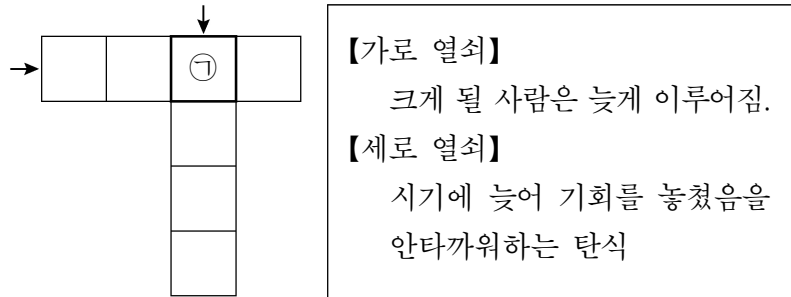 ㉠
【가로 열쇠】
크게 될 사람은 늦게 이루어짐.
【세로 열쇠】
시기에 늦어 기회를 놓쳤음을
안타까워하는 탄식